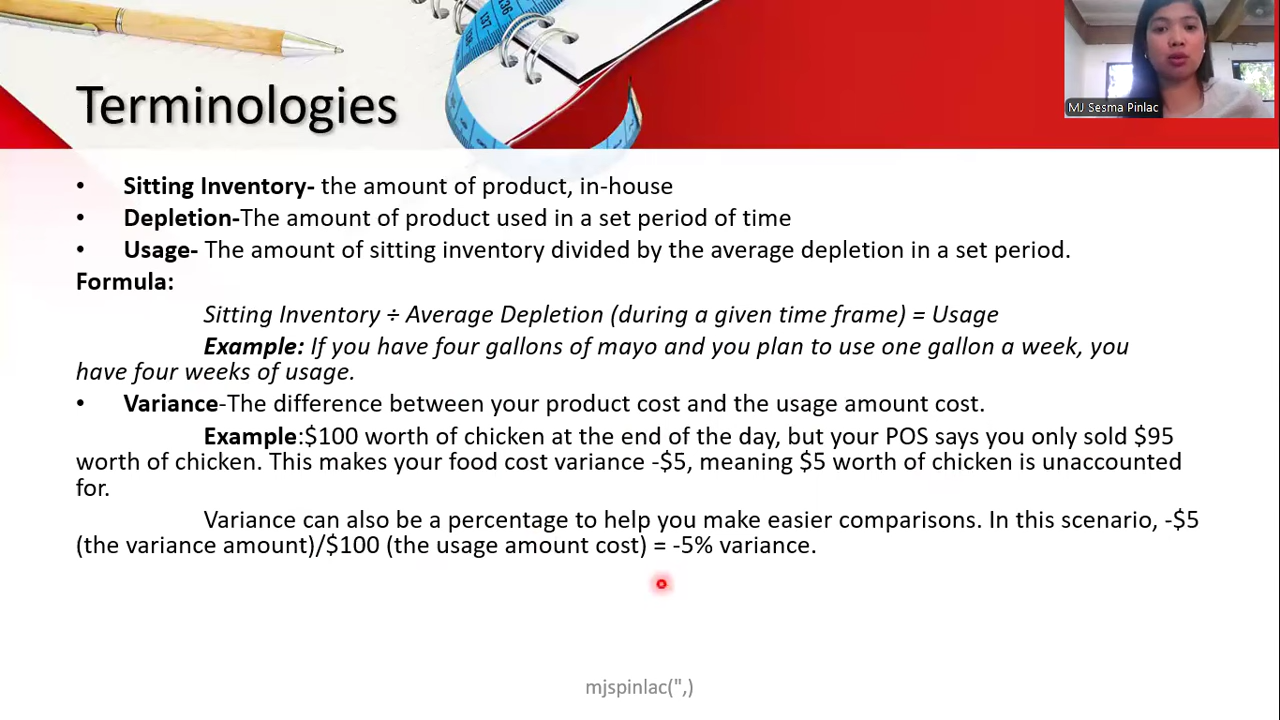 MJ Sesma Pinlac
Terminologies
• Sitting Inventory- the amount of product, in-house
• Depletion-The amount of product used in a set period of time
• Usage- The amount of sitting inventory divided by the average depletion in a set period.
Formula:
Sitting Inventory ÷ Average Depletion (during a given time frame) = Usage
Example: If you have four gallons of mayo and you plan to use one gallon a week, you
have four weeks of usage.
• Variance-The difference between your product cost and the usage amount cost.
Example:$100 worth of chicken at the end of the day, but your POS says you only sold $95
worth of chicken. This makes your food cost variance -$5, meaning $5 worth of chicken is unaccounted
for.
Variance can also be a percentage to help you make easier comparisons. In this scenario, -$5
(the variance amount)/$100 (the usage amount cost) = -5% variance.
mjspinlac(",)